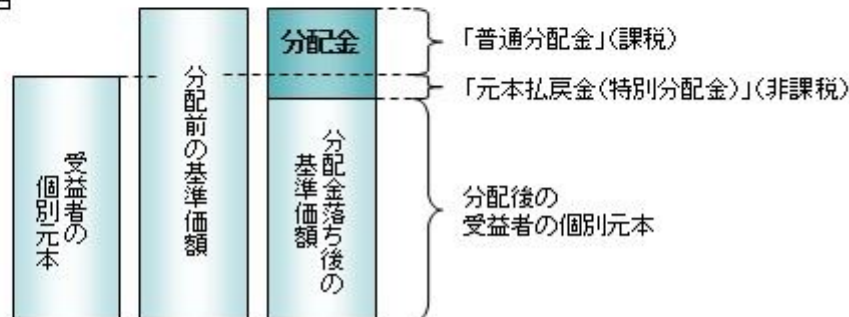 受益者の
個別元本
分配前の基準価額
分配金
分配金落ち後の
基準価額
「普通分配金」(課税)
「元本払戻金(特別分配金)」(非課税)
分配後の
受益者の個別元本